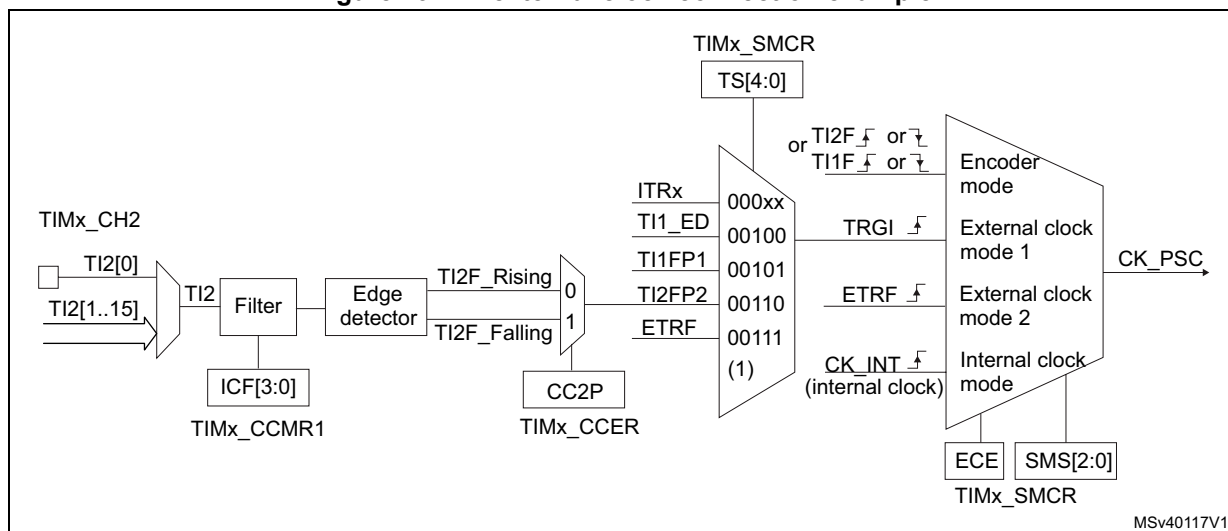 TIMx_SMCR
TS[4:0]
or TI2F or
TI1F or
Encoder
mode
ITRx
000xx
TIMx_CH2
TI1_ED
00100
TRGI
External clock
mode 1
TI2[0]
TI1FP1
00101
CK_PSC
TI2F_Rising
0
TI2[1..15]
TI2
Filter
Edge
detector
TI2FP2
00110
ETRF
External clock
mode 2
TI2F_Falling
1
ETRF
00111
(1)
CK_INT
(internal clock)
Internal clock
mode
ICF[3:0]
CC2P
TIMx_CCMR1
TIMx_CCER
ECE
SMS[2:0]
TIMx_SMCR
MSv40117V1